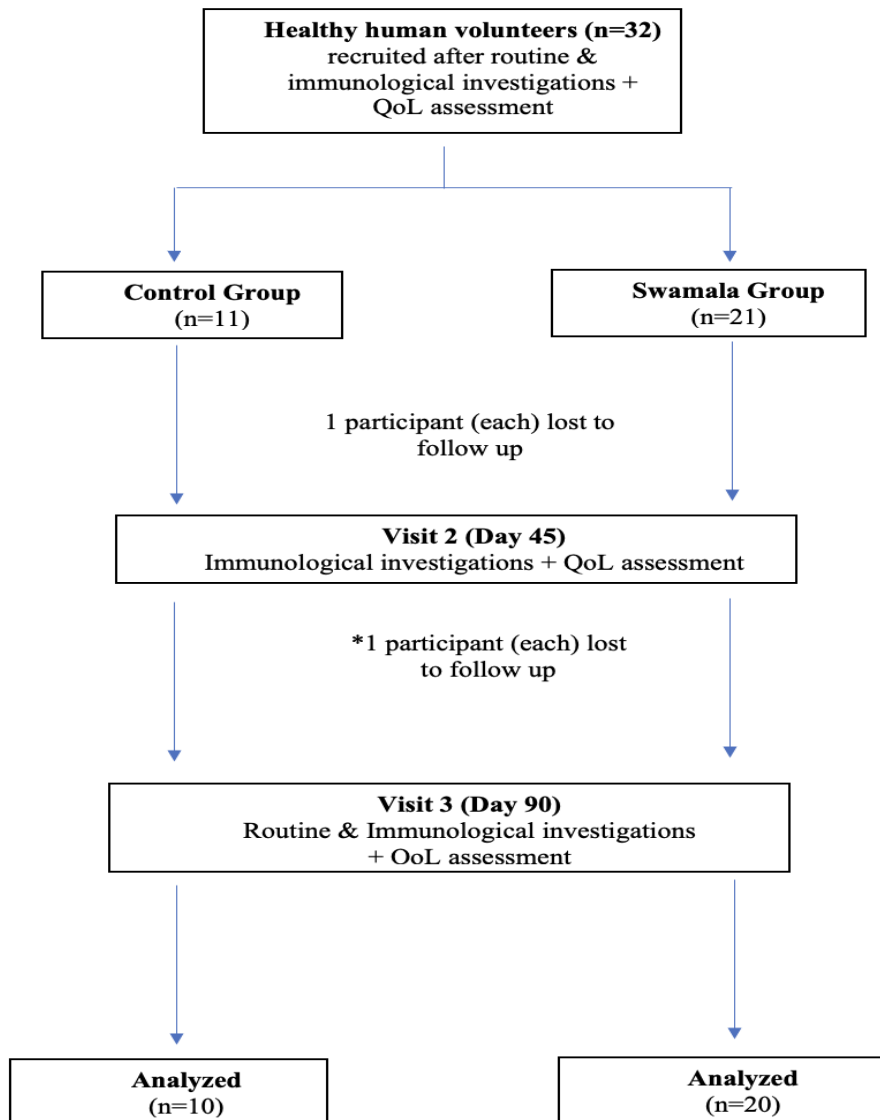 Healthy human volunteers (n=32)
recruited after routine &
immunological investigations +
QoL assessment
Control Group
(n=11)
Swamala Group
(n=21)
1 participant (each) lost to
follow up
Visit 2 (Day 45)
Immunological investigations + QoL assessment
*1 participant (each) lost
to follow up
Visit 3 (Day 90)
Routine & Immunological investigations
+ OoL assessment
Analyzed
(n=10)
Analyzed
(n=20)